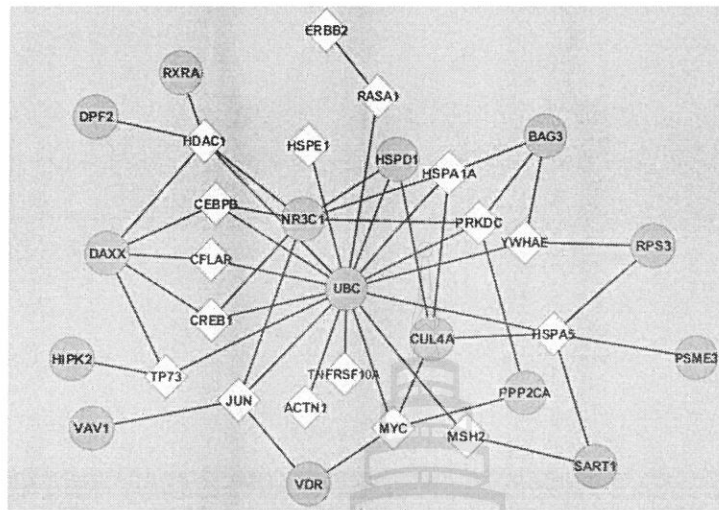 ERBB2
RXRA
RASA1
DPF2
BAG3
HDAC1
HSPE1
HSPD1
HSPA1A
CEBPB
NR3C1
PRKDC
YWHAE
RPS3
DAXX
CFLAR
UBC
CREB1
CUL4A
HSPA5
PSME3
HIPK2
TP73
TNFRSF10A
PPP2CA
JUN
ACTN1
VAV1
MYC
MSH2
SART1
VDR